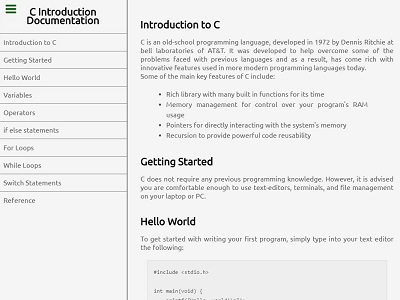 C Introduction
Documentation
Introduction to C
Getting Started
Hello World
Variables
Operators
if else statements
For Loops
While Loops
Switch Statements
Reference
Introduction to C
C is an old-school programming language, developed in 1972 by Dennis Ritchie at
bell laboratories of AT&T. It was developed to help overcome some of the
problems faced with previous languages and as a result, has come rich with
innovative features used in more modern programming languages today.
Some of the main key features of C include:
Rich library with many built in functions for its time
Memory management for control over your program's RAM
usage
Pointers for directly interacting with the system's memory
Recursion to provide powerful code reusability
Getting Started
C does not require any previous programming knowledge. However, it is advised
you are comfortable enough to use text-editors, terminals, and file management
on your laptop or PC.
Hello World
To get started with writing your first program, simply type into your text editor
the following:
#include <stdio.h>
int main(void) {